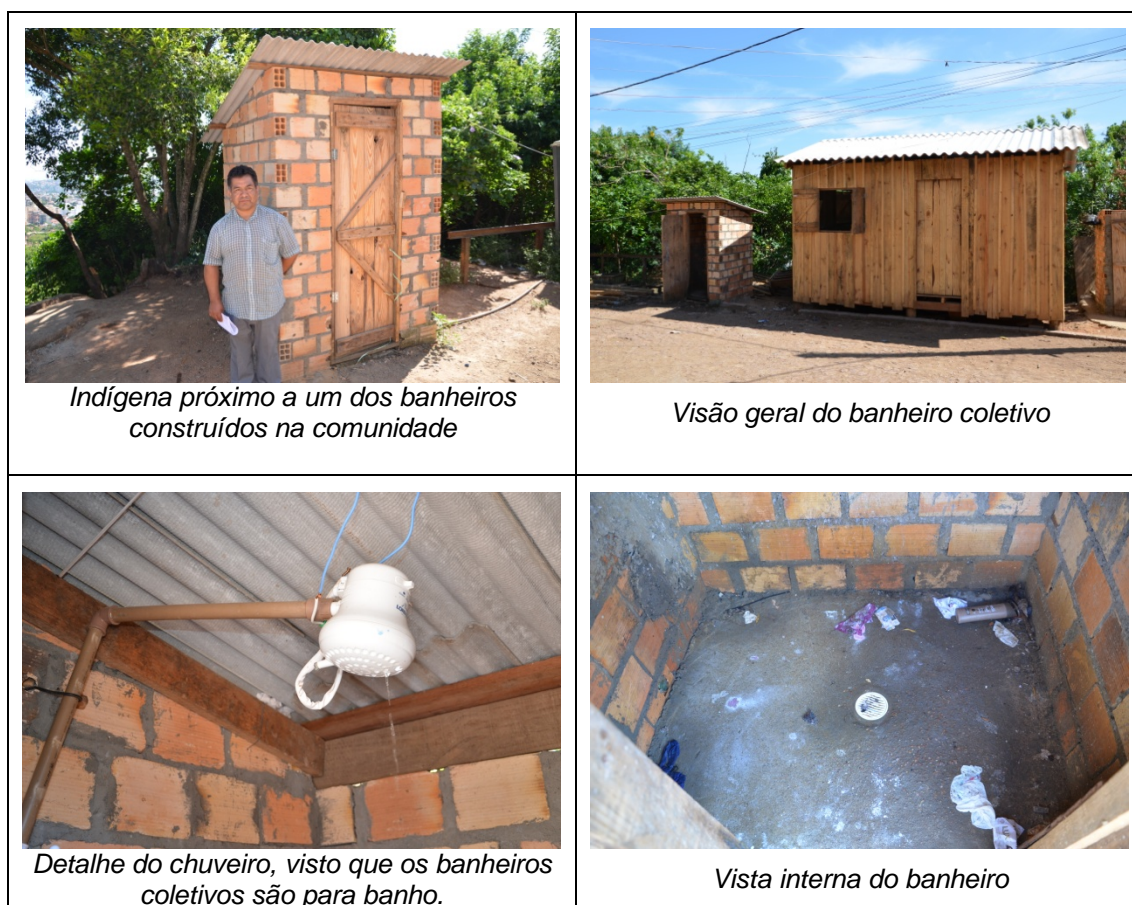 Indígena próximo a um dos banheiros
construídos na comunidade
Visão geral do banheiro coletivo
Detalhe do chuveiro, visto que os banheiros
coletivos são para banho.
Vista interna do banheiro